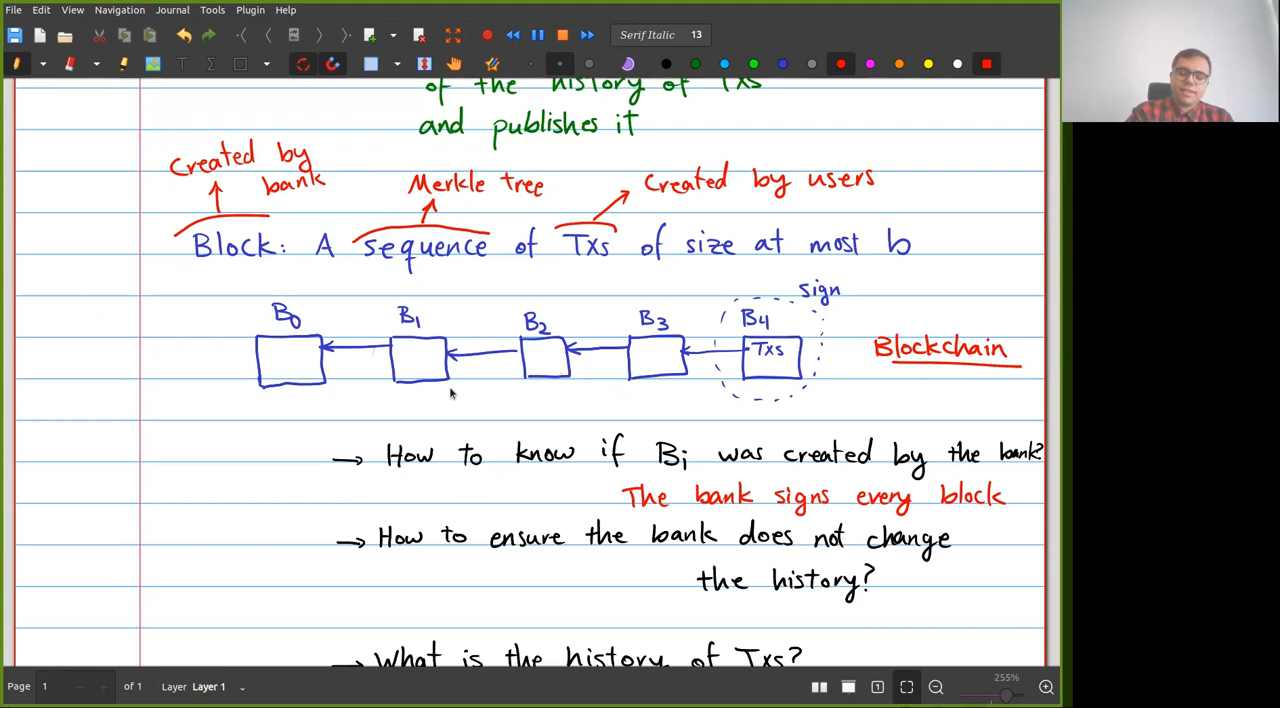 File Edit View Navigation Journal Tools Plugin Help
Serif Italic 13
of the history of Txs
and publishes it
Created by
bank
Merkle tree
Created by users
Block: A sequence of Txs of size at most b
sign
B0 B1 B2 B3 B4
Txs
Blockchain
→ How to know if Bi was created by the bank?
The bank signs every block
→ How to ensure the bank does not change
the history?
→ What is the history of Txs?
Page 1 of 1 Layer Layer 1 255%